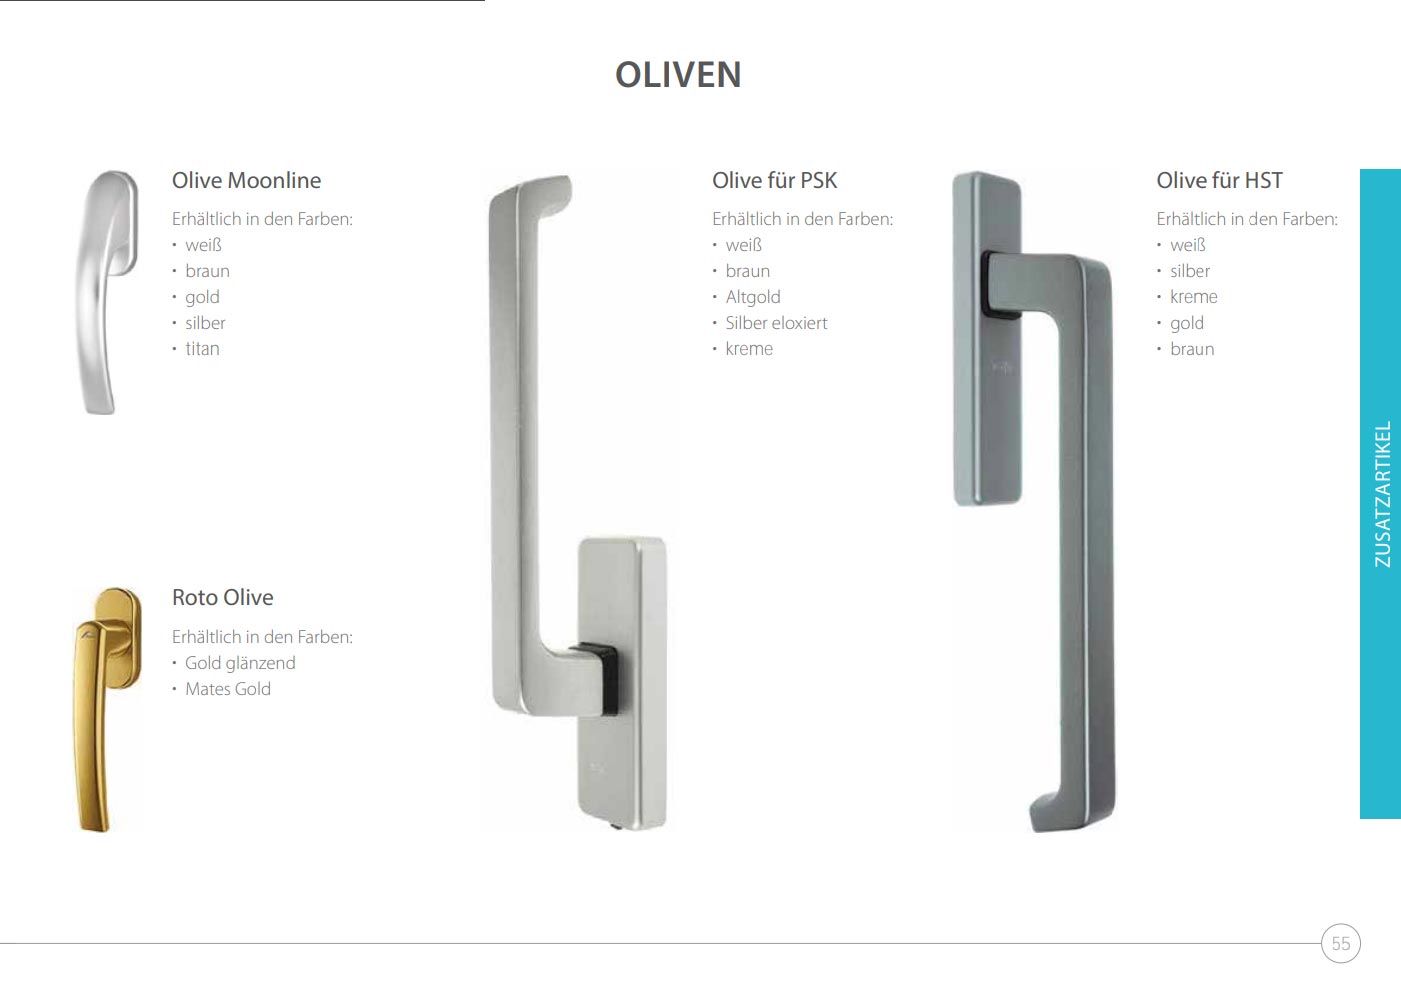 OLIVEN
Olive Moonline
Erhältlich in den Farben:
• weiß
• braun
• gold
• silber
• titan
Roto Olive
Erhältlich in den Farben:
• Gold glänzend
• Mates Gold
Olive für PSK
Erhältlich in den Farben:
• weiß
• braun
• Altgold
• Silber eloxiert
• kreme
Olive für HST
Erhältlich in den Farben:
• weiß
• silber
• kreme
• gold
• braun
ZUSATZARTIKEL
55